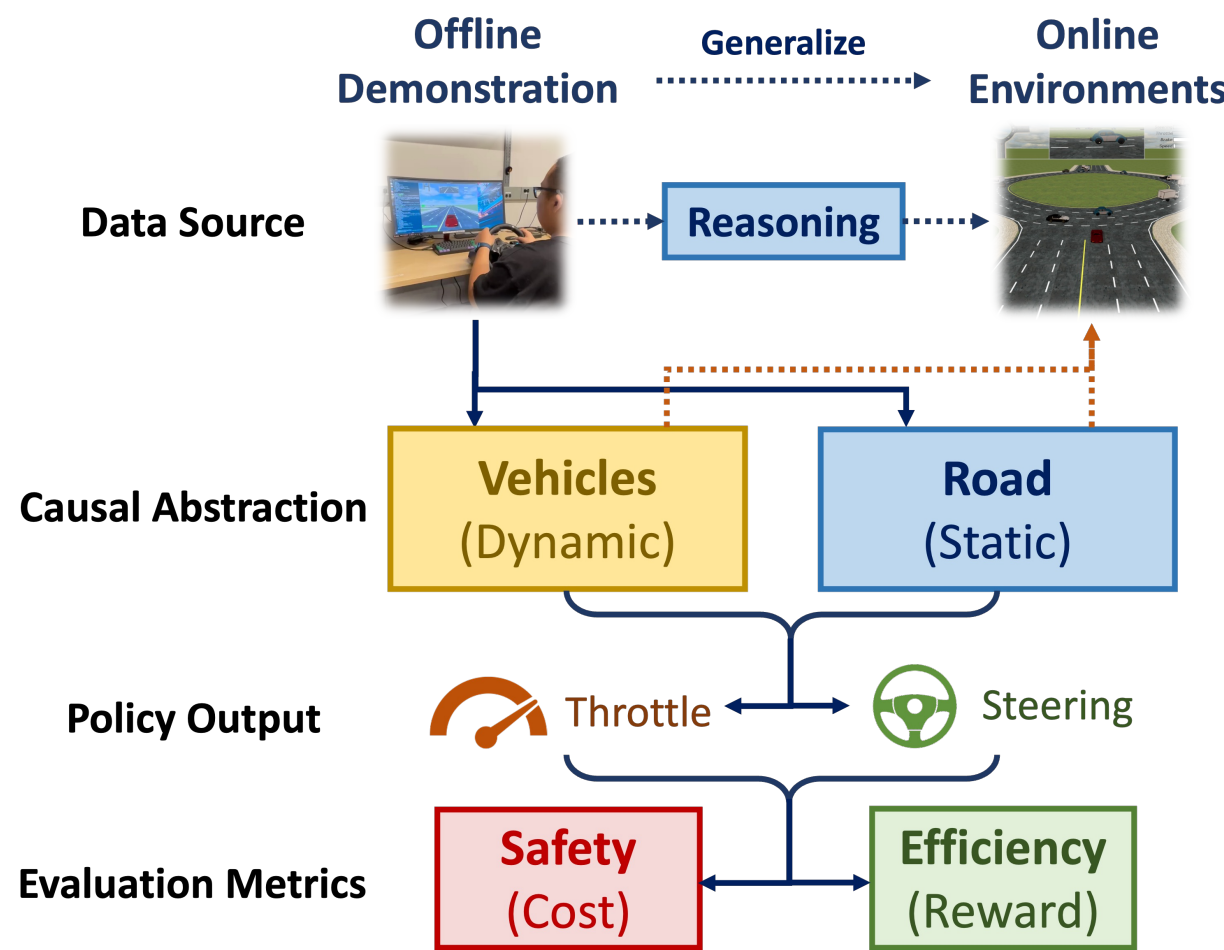 Offline
Demonstration
Generalize
Online
Environments
Data Source
Reasoning
Causal Abstraction
Vehicles
(Dynamic)
Road
(Static)
Policy Output
Throttle
Steering
Evaluation Metrics
Safety
(Cost)
Efficiency
(Reward)